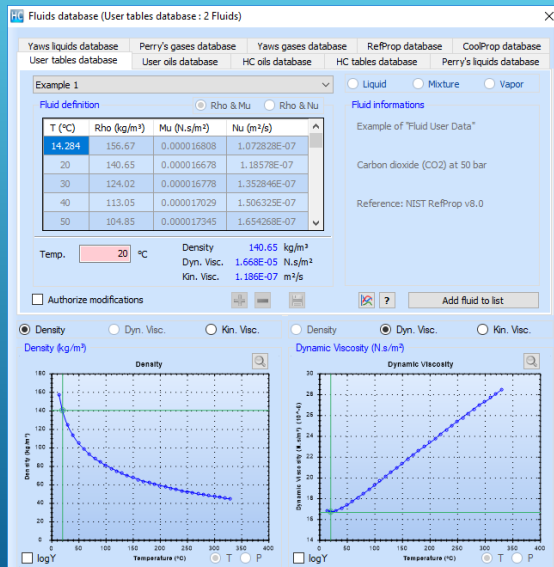 HC Fluids database (User tables database : 2 Fluids)
Yaws liquids database Perry's gases database Yaws gases database RefProp database CoolProp database
User tables database User oils database HC oils database HC tables database Perry's liquids database
Example 1 Liquid Mixture Vapor
Fluid definition Rho & Mu Rho & Nu Fluid informations
T (°C) Rho (kg/m³) Mu (N.s/m²) Nu (m²/s)
14.284 156.67 0.000016808 1.072828E-07
20 140.65 0.000016678 1.18578E-07
30 124.02 0.000016778 1.352846E-07
40 113.05 0.000017029 1.506325E-07
50 104.85 0.000017345 1.654268E-07
Example of "Fluid User Data"
Carbon dioxide (CO2) at 50 bar
Reference: NIST RefProp v8.0
Temp. 20 °C
Density 140.65 kg/m³
Dyn. Visc. 1.668E-05 N.s/m²
Kin. Visc. 1.186E-07 m²/s
Authorize modifications ? Add fluid to list
Density Dyn. Visc. Kin. Visc. Density Dyn. Visc. Kin. Visc.
Density (kg/m³)
Density
Density (kg/m³)
180
160
140
120
100
80
60
40
20
0
0 50 100 150 200 250 300 350 400
Temperature (°C)
logY T P
Dynamic Viscosity (N.s/m²)
Dynamic Viscosity
Dynamic Viscosity (N.s/m²) (10^-6)
30
28
26
24
22
20
18
16
14
0 50 100 150 200 250 300 350 400
Temperature (°C)
logY T P